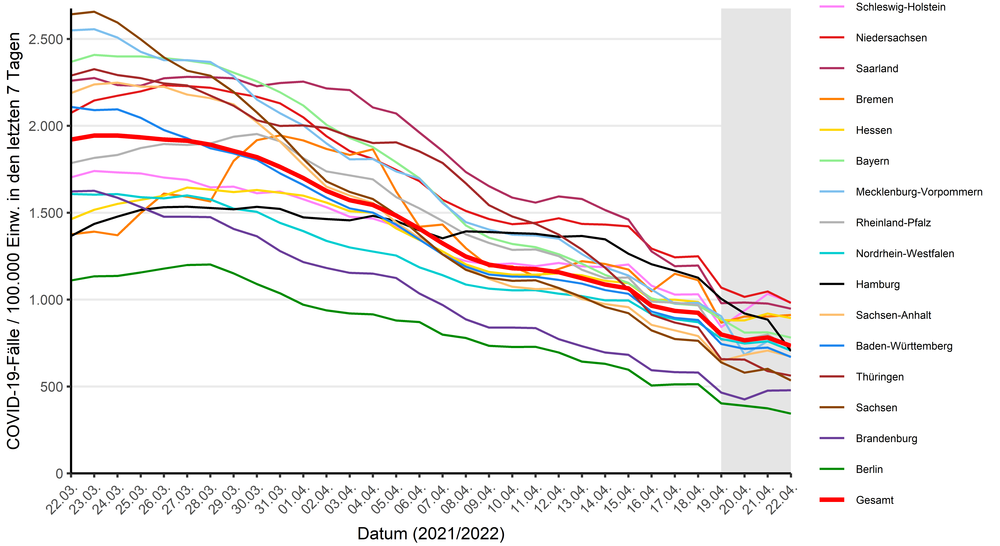 COVID-19-Fälle / 100.000 Einw. in den letzten 7 Tagen
2.500
2.000
1.500
1.000
500
0
22.03.
23.03.
24.03.
25.03.
26.03.
27.03.
28.03.
29.03.
30.03.
31.03.
01.04.
02.04.
03.04.
04.04.
05.04.
06.04.
07.04.
08.04.
09.04.
10.04.
11.04.
12.04.
13.04.
14.04.
15.04.
16.04.
17.04.
18.04.
19.04.
20.04.
21.04.
22.04.
Datum (2021/2022)
Schleswig-Holstein
Niedersachsen
Saarland
Bremen
Hessen
Bayern
Mecklenburg-Vorpommern
Rheinland-Pfalz
Nordrhein-Westfalen
Hamburg
Sachsen-Anhalt
Baden-Württemberg
Thüringen
Sachsen
Brandenburg
Berlin
Gesamt